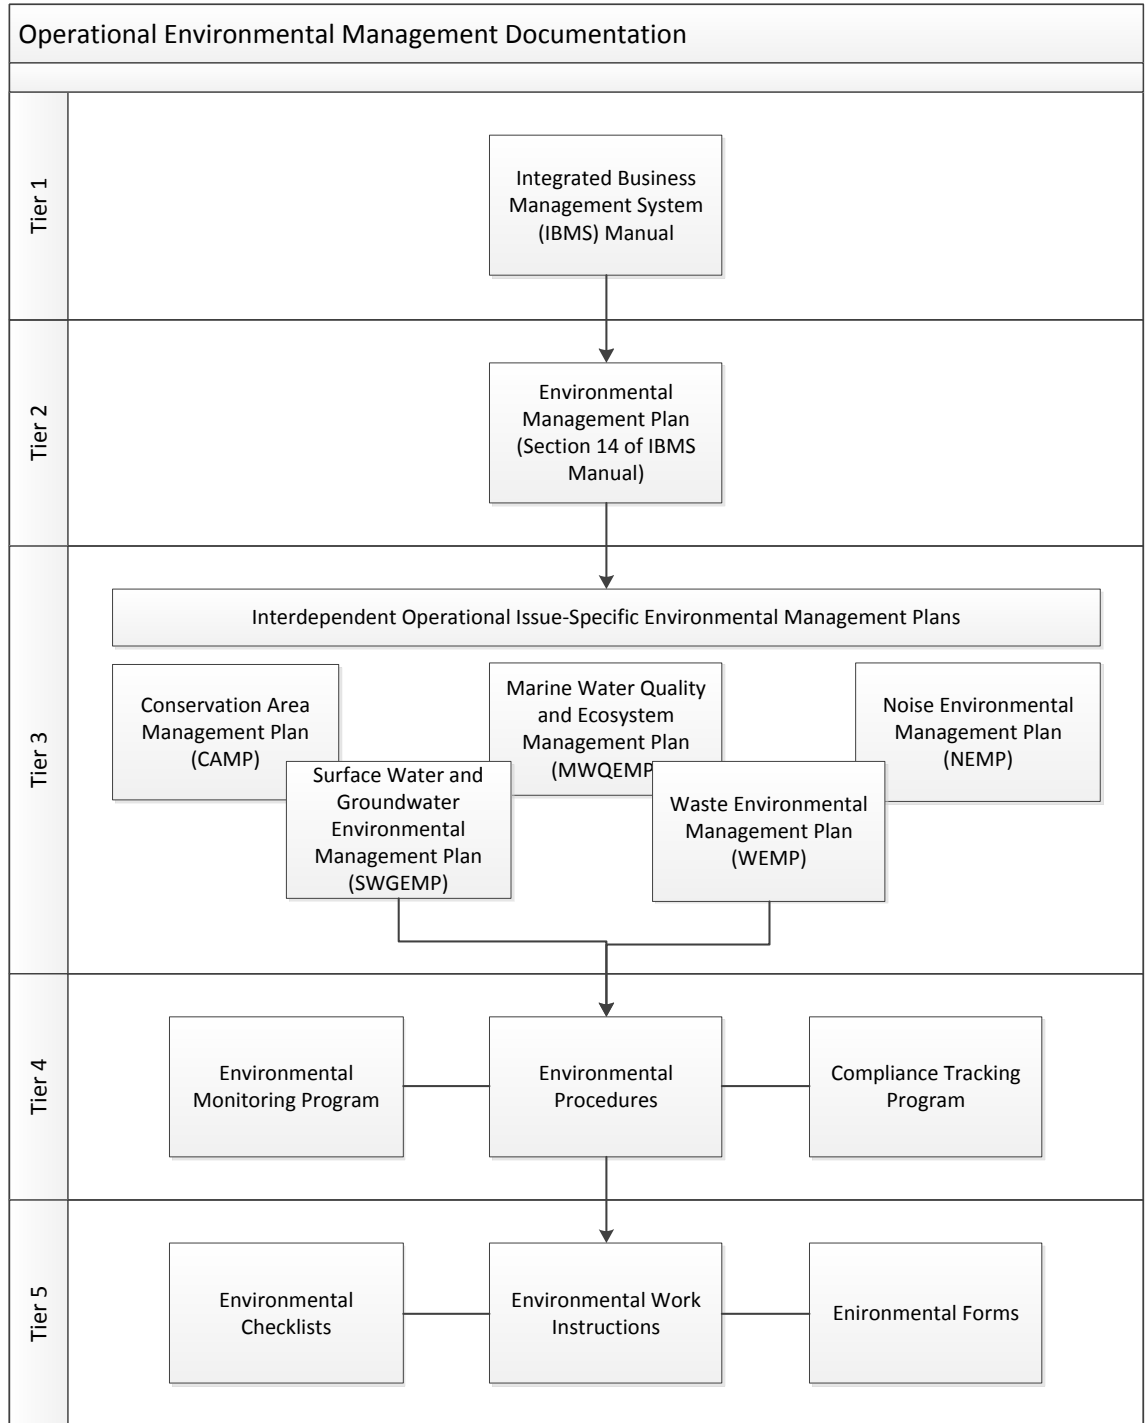 Operational Environmental Management Documentation
Tier 1
Integrated Business
Management System
(IBMS) Manual
Tier 2
Environmental
Management Plan
(Section 14 of IBMS
Manual)
Tier 3
Interdependent Operational Issue-Specific Environmental Management Plans
Conservation Area
Management Plan
(CAMP)
Marine Water Quality
and Ecosystem
Management Plan
(MWQEMP
Noise Environmental
Management Plan
(NEMP)
Surface Water and
Groundwater
Environmental
Management Plan
(SWGEMP)
Waste Environmental
Management Plan
(WEMP)
Tier 4
Environmental
Monitoring Program
Environmental
Procedures
Compliance Tracking
Program
Tier 5
Environmental
Checklists
Environmental Work
Instructions
Enironmental Forms